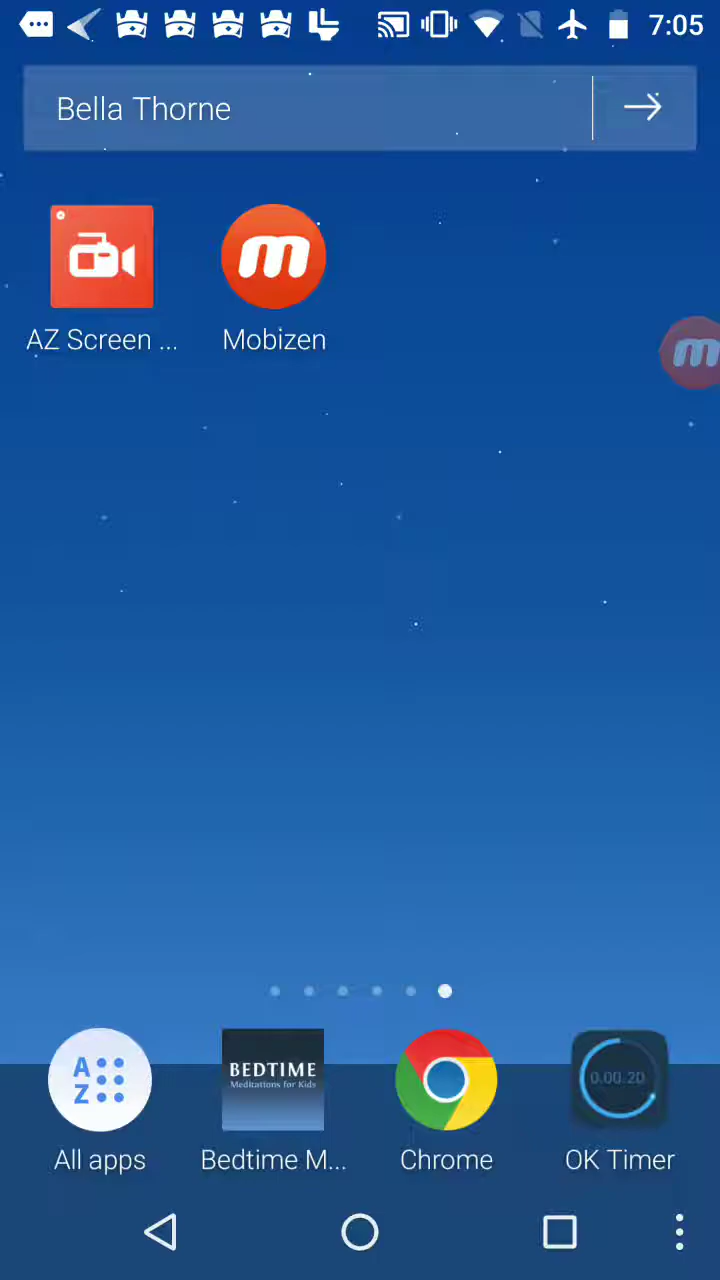 7:05
Bella Thorne
m
AZ Screen ...
Mobizen
m
A
Z
BEDTIME
Meditations for Kids
0.00.20
All apps
Bedtime M...
Chrome
OK Timer